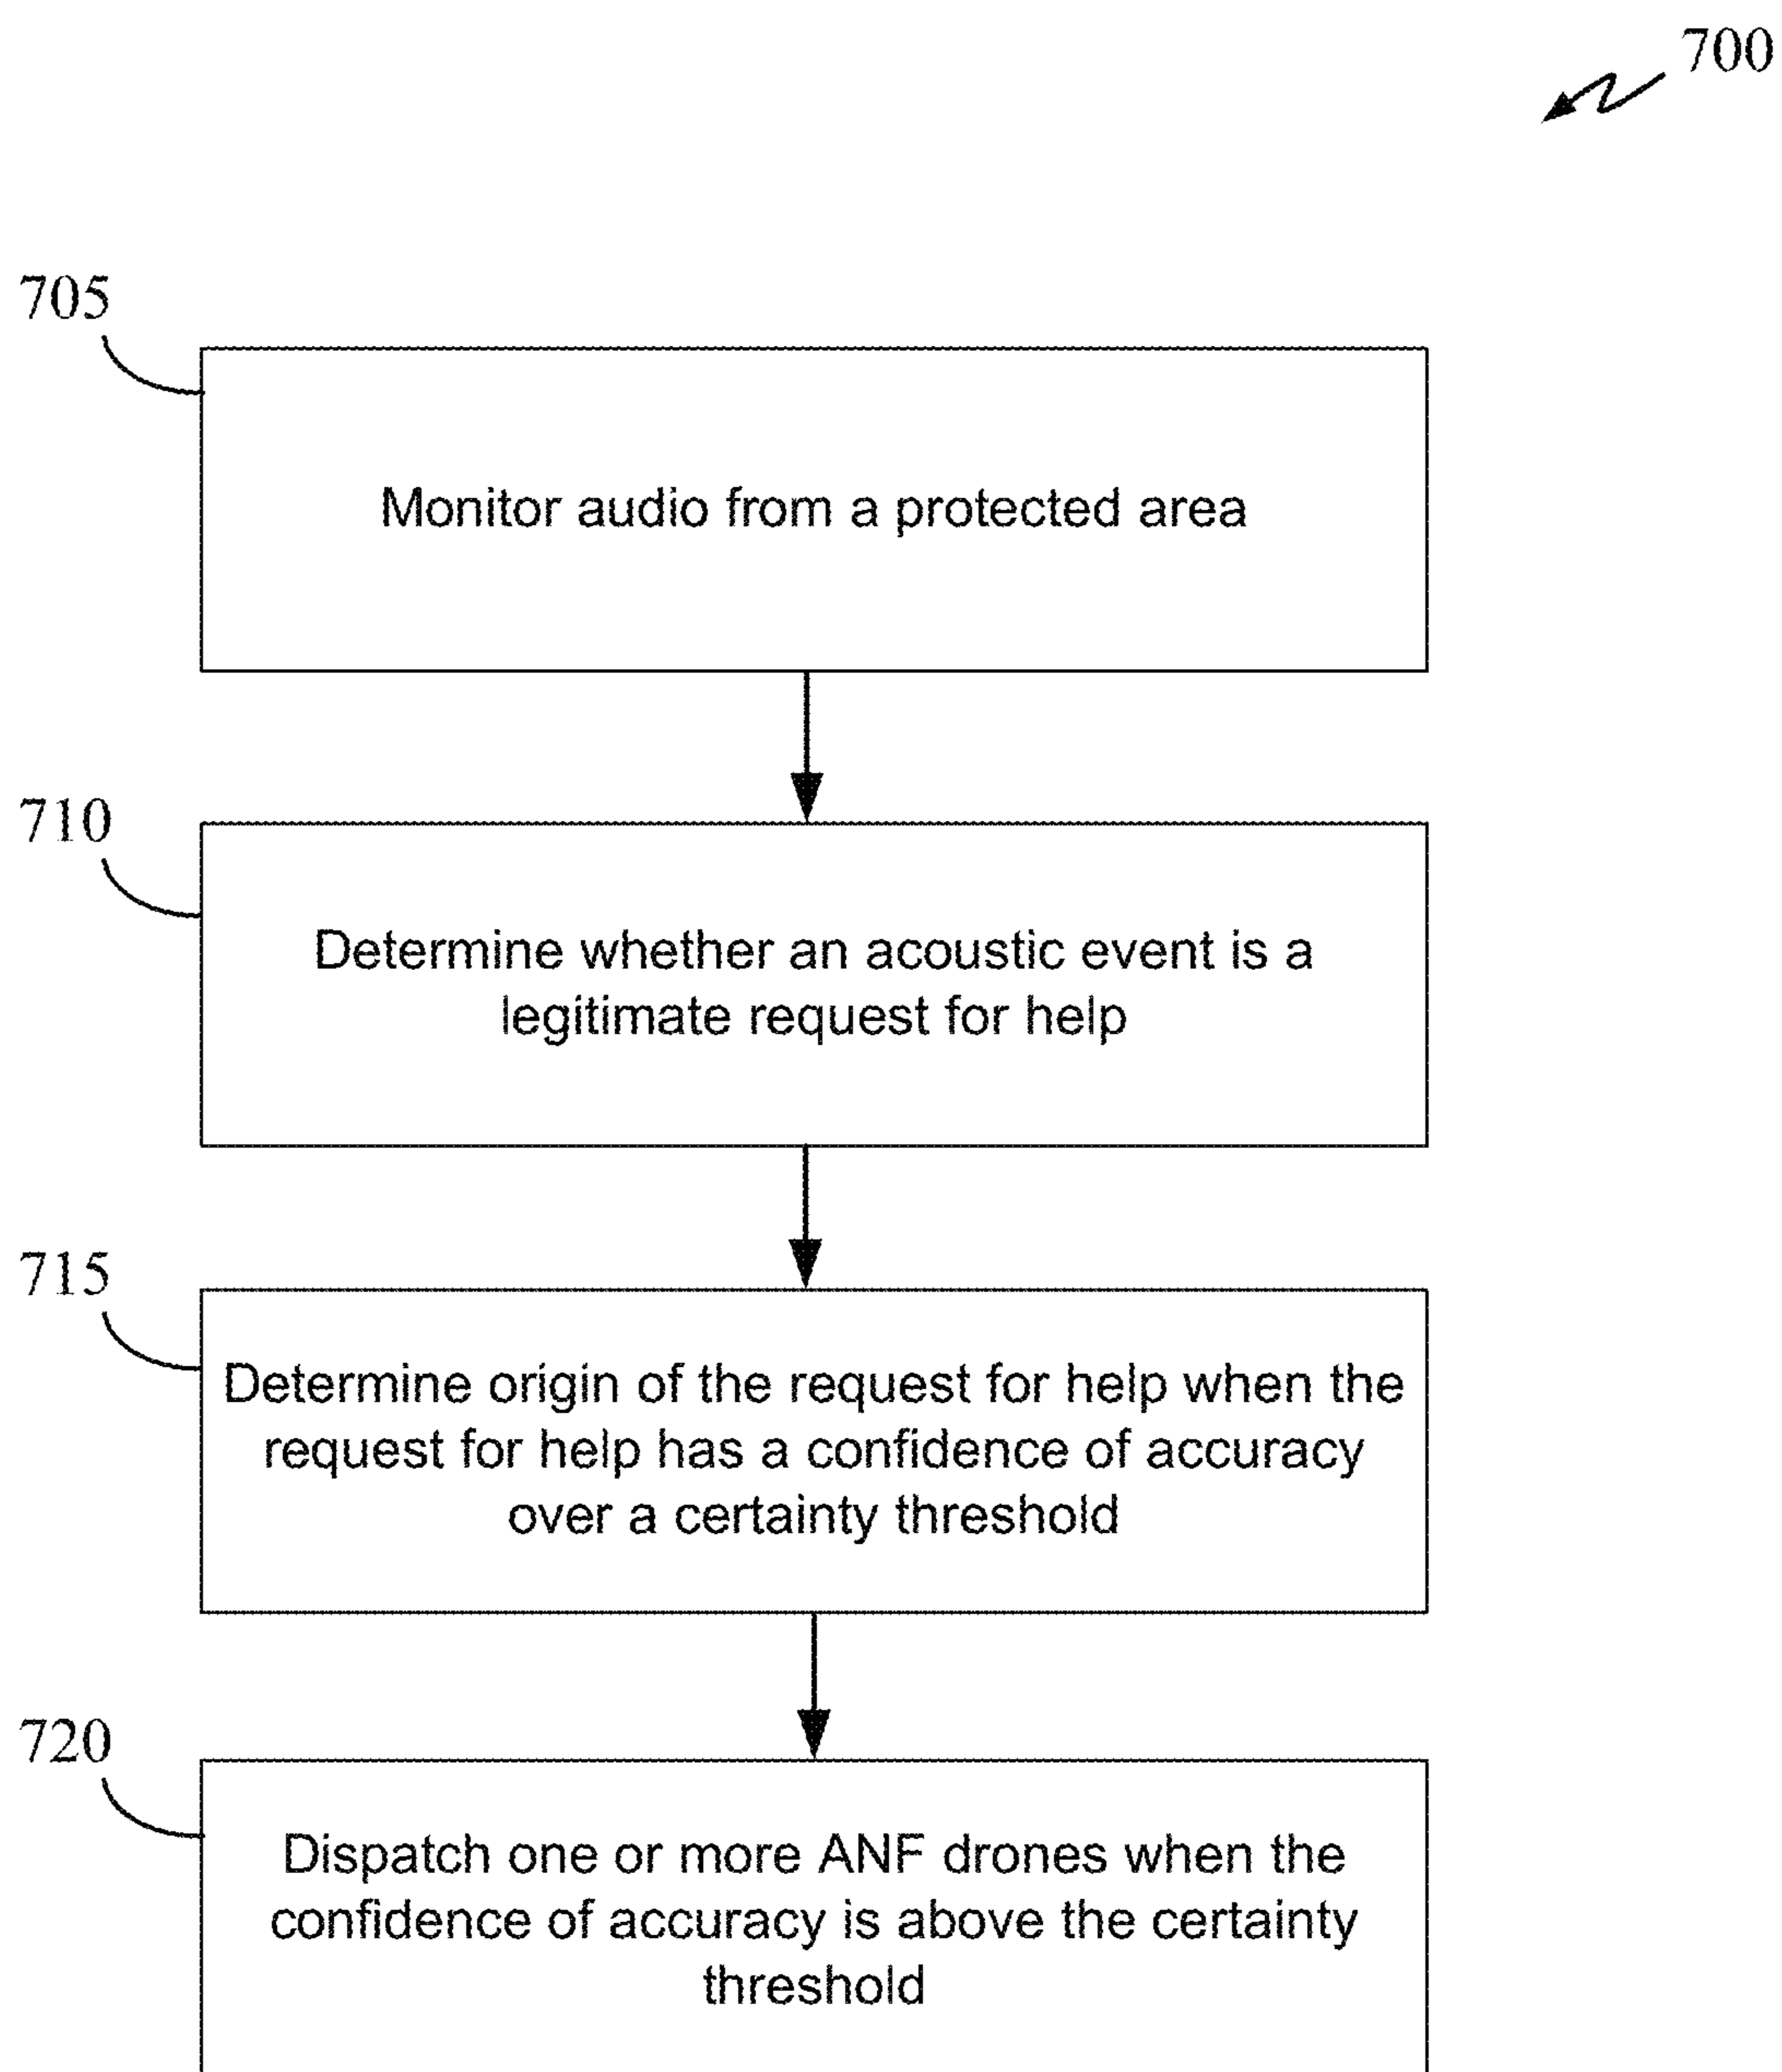 700
705
Monitor audio from a protected area
710
Determine whether an acoustic event is a
legitimate request for help
715
Determine origin of the request for help when the
request for help has a confidence of accuracy
over a certainty threshold
720
Dispatch one or more ANF drones when the
confidence of accuracy is above the certainty
threshold